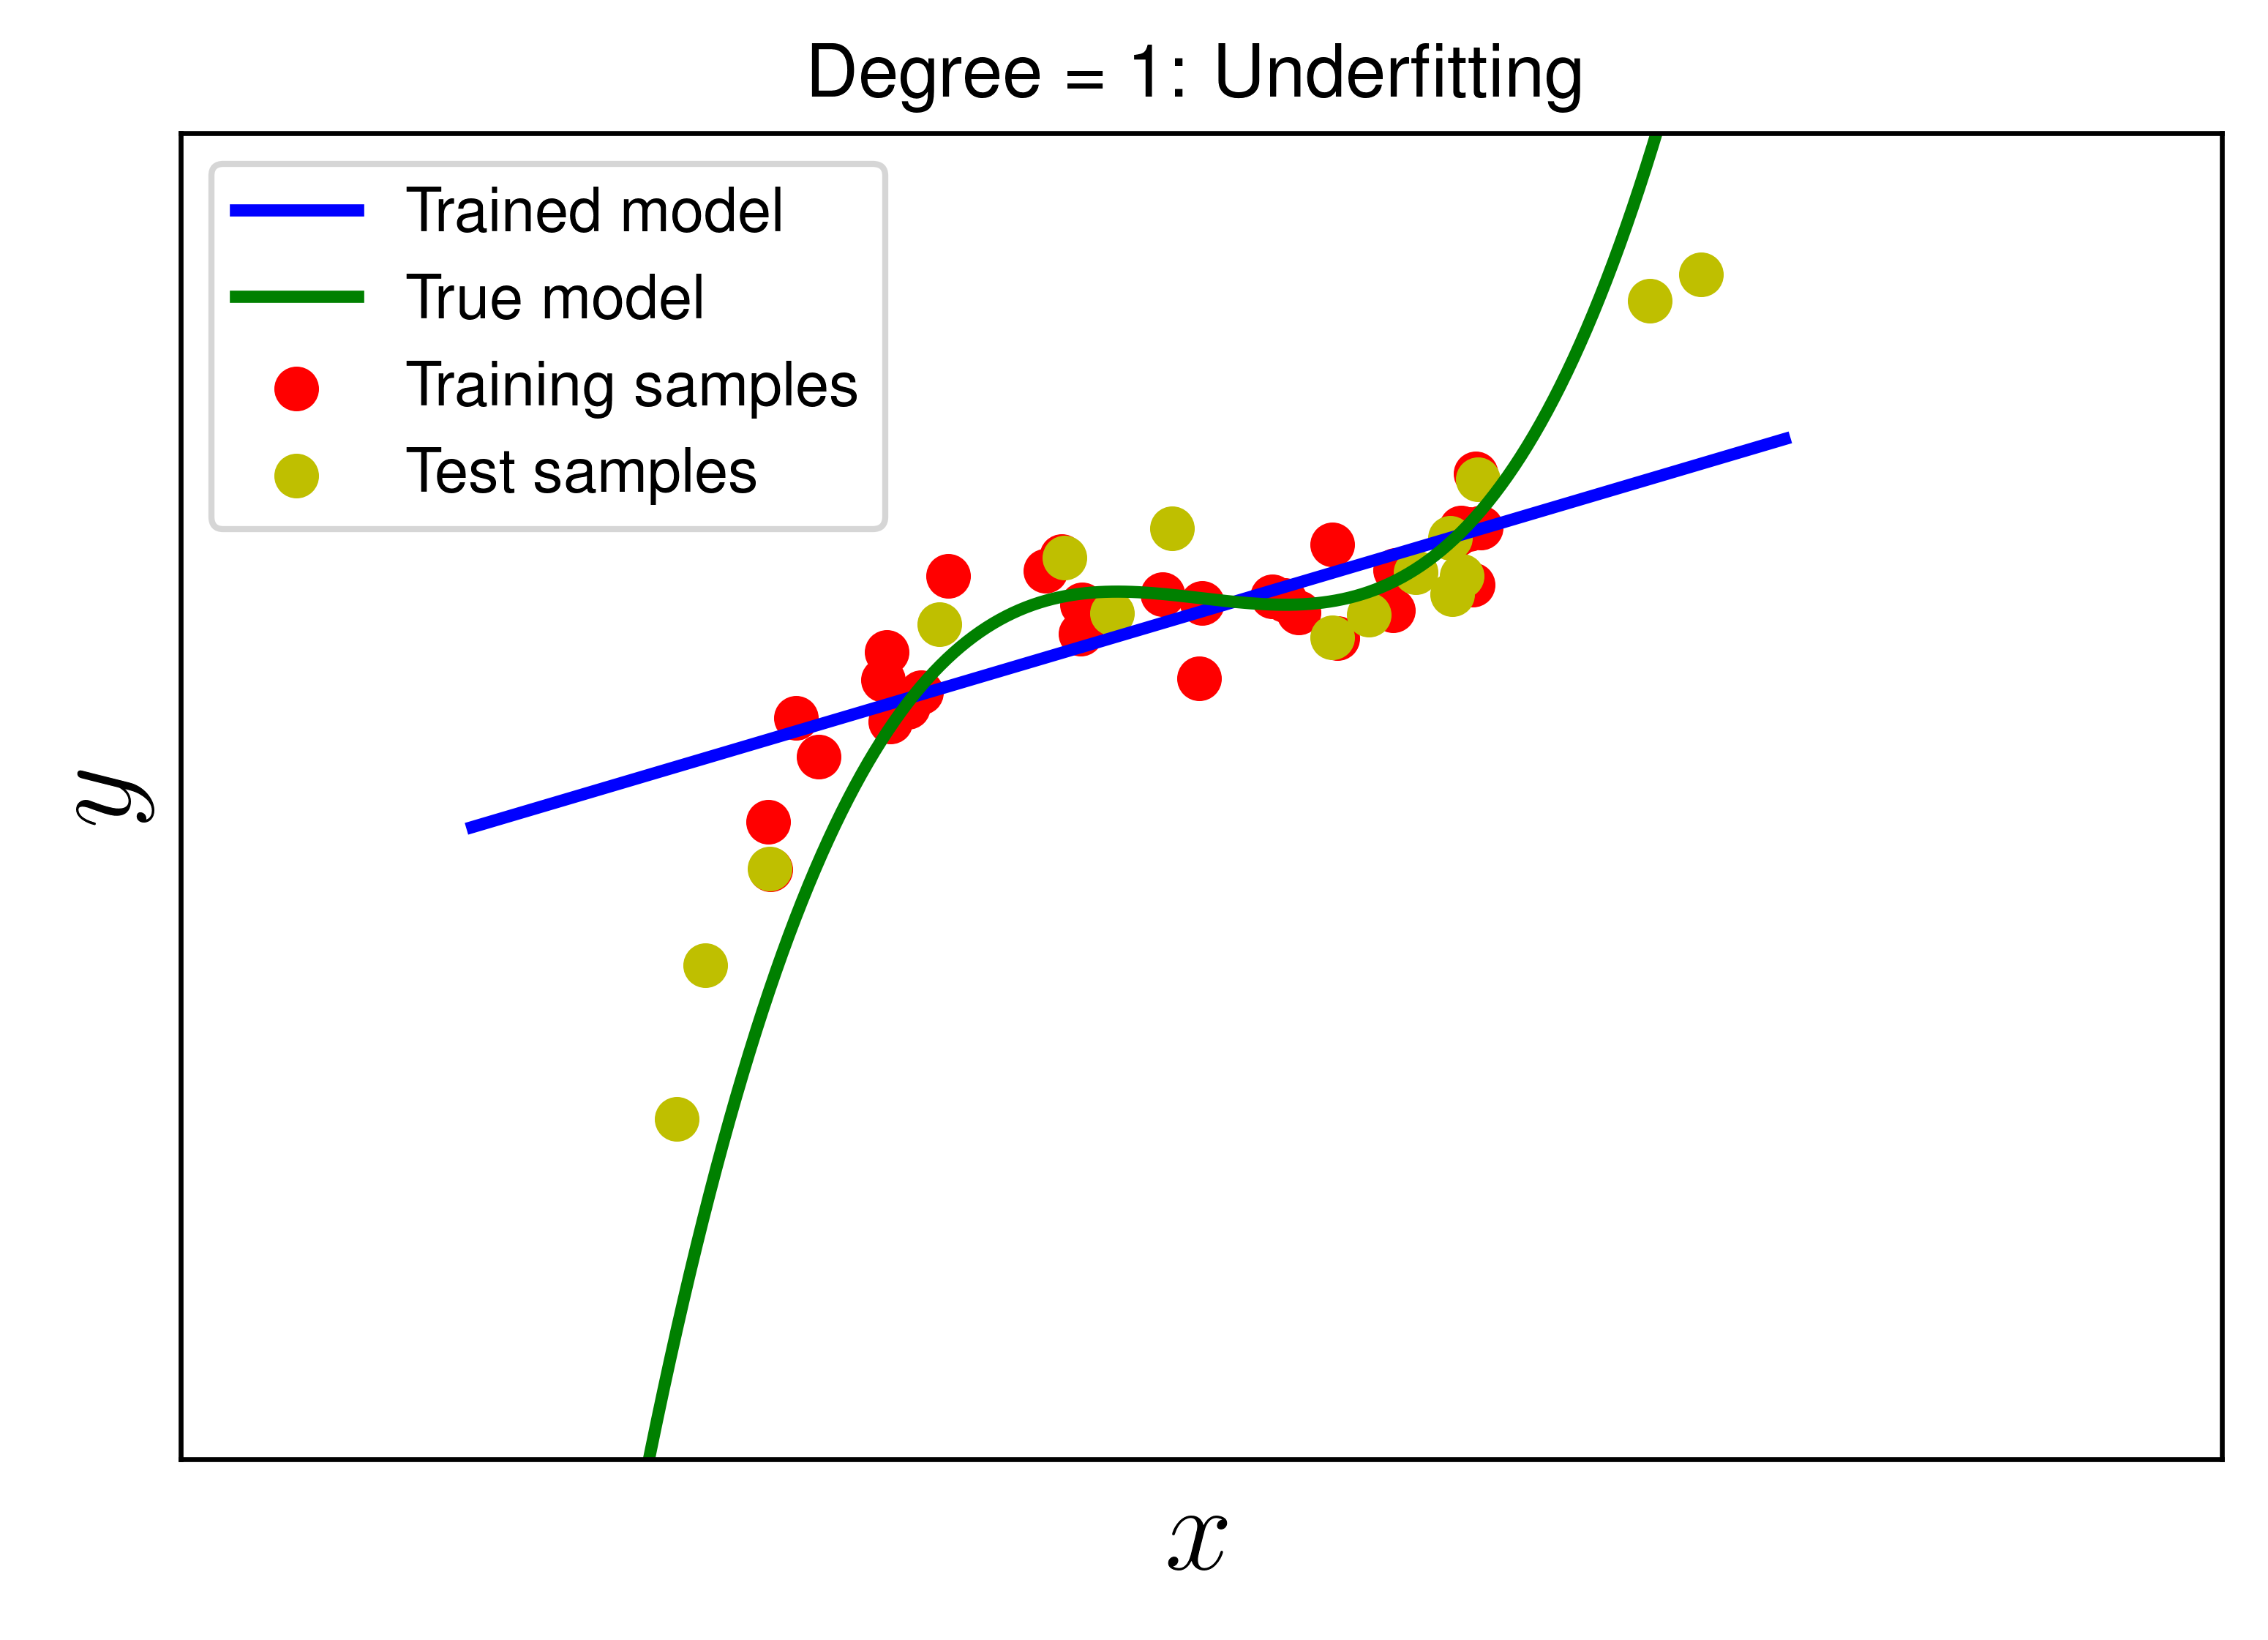 Degree = 1: Underfitting
Trained model
True model
Training samples
Test samples
y
x